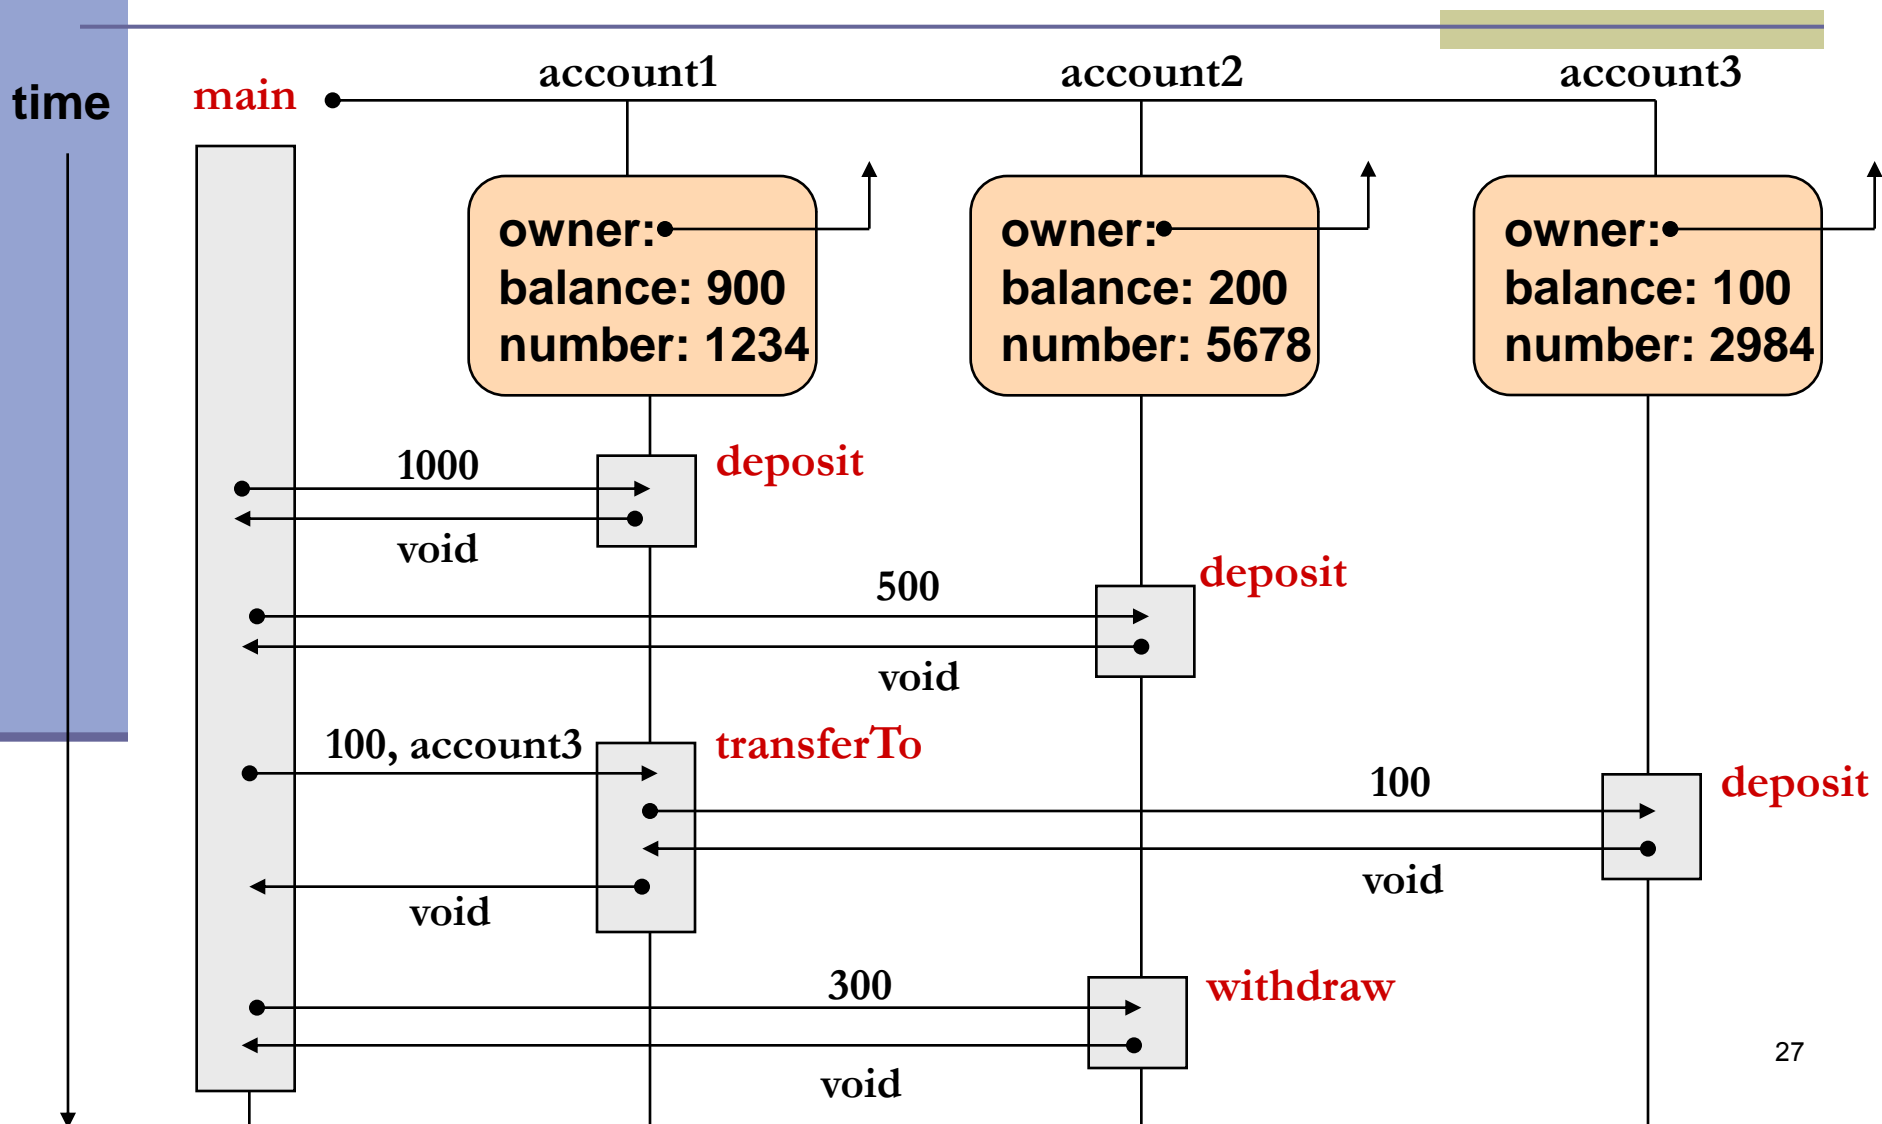 time
main
account1
account2
account3
owner:
balance: 900
number: 1234
owner:
balance: 200
number: 5678
owner:
balance: 100
number: 2984
1000
deposit
void
500
deposit
void
100, account3
transferTo
100
deposit
void
void
300
withdraw
void
27